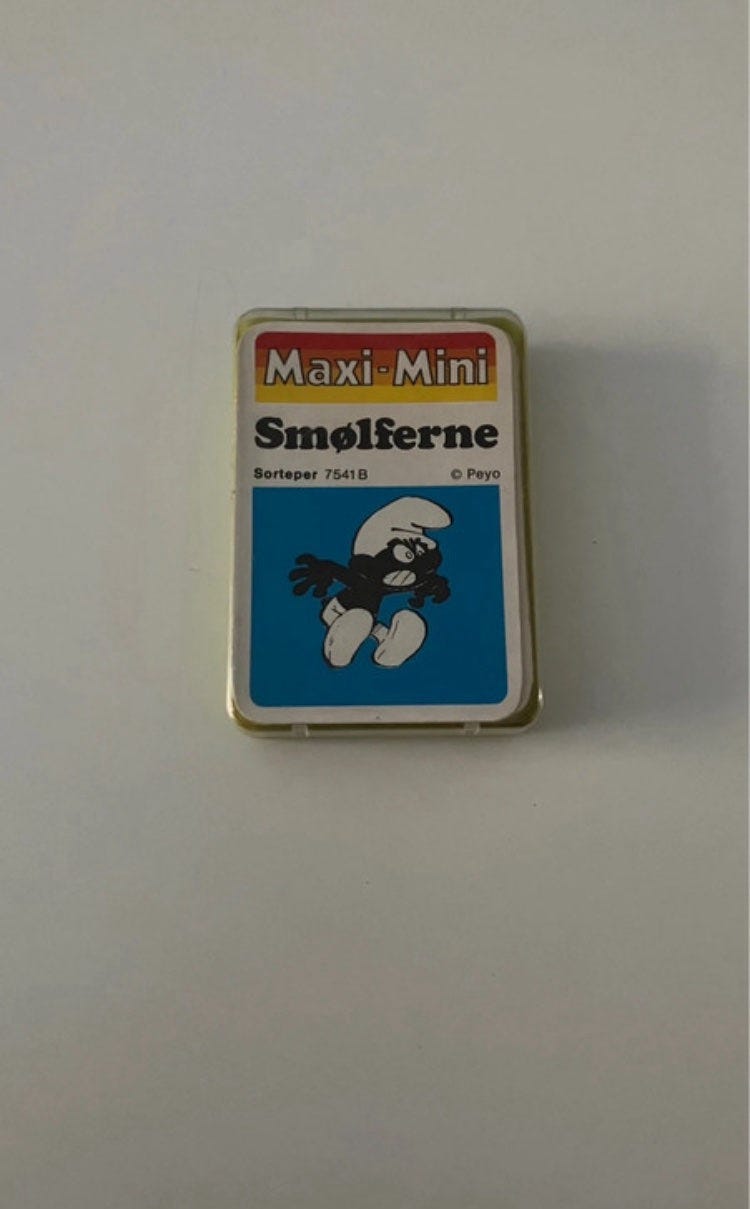 Maxi-Mini
Smølferne
Sorteper 7541B © Peyo